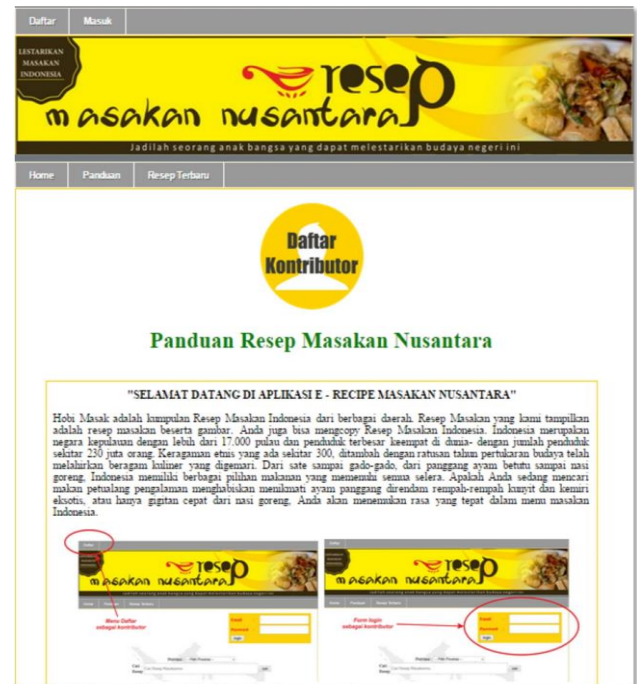 Daftar Masuk
LESTARIKAN
MASAKAN
INDONESIA
resep
masakan nusantara
Jadilah seorang anak bangsa yang dapat melestarikan budaya negeri ini
Home Panduan Resep Terbaru
Daftar
Kontributor
Panduan Resep Masakan Nusantara
"SELAMAT DATANG DI APLIKASI E - RECIPE MASAKAN NUSANTARA"
Hobi Masak adalah kumpulan Resep Masakan Indonesia dari berbagai daerah. Resep Masakan yang kami tampilkan
adalah resep masakan beserta gambar. Anda juga bisa mengcopy Resep Masakan Indonesia. Indonesia merupakan
negara kepulauan dengan lebih dari 17.000 pulau dan penduduk terbesar keempat di dunia- dengan jumlah penduduk
sekitar 230 juta orang. Keragaman etnis yang ada sekitar 300, ditambah dengan ratusan tahun pertukaran budaya telah
melahirkan beragam kuliner yang digemari. Dari sate sampai gado-gado, dari panggang ayam betutu sampai nasi
goreng, Indonesia memiliki berbagai pilihan makanan yang memenuhi semua selera. Apakah Anda sedang mencari
makan petualang pengalaman menghabiskan menikmati ayam panggang direndam rempah-rempah kunyit dan kemiri
eksotis, atau hanya gigitan cepat dari nasi goreng, Anda akan menemukan rasa yang tepat dalam menu masakan
Indonesia.
resep
masakan nusantara
Menu Daftar
sebagai kontributor
resep
masakan nusantara
Form login
sebagai kontributor